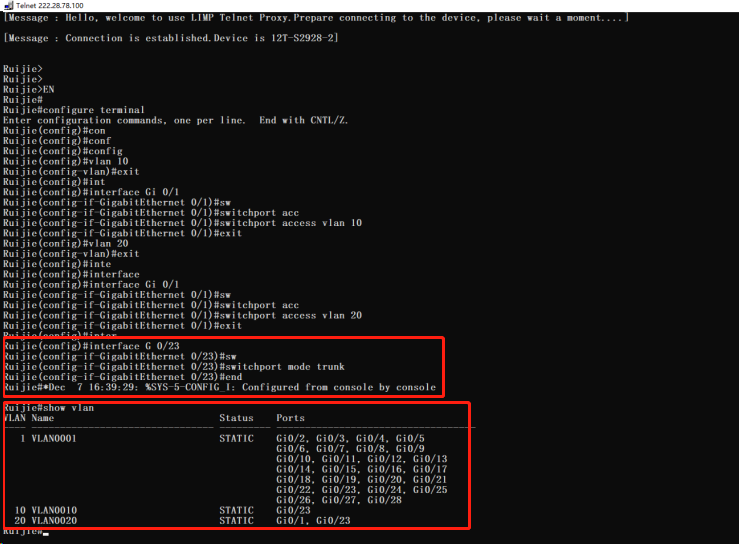 Telnet 222.28.78.100
[Message : Hello, welcome to use LIMP Telnet Proxy.Prepare connecting to the device, please wait a moment....]
[Message : Connection is established.Device is 12T-S2928-2]
Ruijie>
Ruijie>
Ruijie>EN
Ruijie#
Ruijie#configure terminal
Enter configuration commands, one per line.  End with CNTL/Z.
Ruijie(config)#con
Ruijie(config)#conf
Ruijie(config)#config
Ruijie(config)#vlan 10
Ruijie(config-vlan)#exit
Ruijie(config)#int
Ruijie(config)#interface Gi 0/1
Ruijie(config-if-GigabitEthernet 0/1)#sw
Ruijie(config-if-GigabitEthernet 0/1)#switchport acc
Ruijie(config-if-GigabitEthernet 0/1)#switchport access vlan 10
Ruijie(config-if-GigabitEthernet 0/1)#exit
Ruijie(config)#vlan 20
Ruijie(config-vlan)#exit
Ruijie(config)#inte
Ruijie(config)#interface
Ruijie(config)#interface Gi 0/1
Ruijie(config-if-GigabitEthernet 0/1)#sw
Ruijie(config-if-GigabitEthernet 0/1)#switchport acc
Ruijie(config-if-GigabitEthernet 0/1)#switchport access vlan 20
Ruijie(config-if-GigabitEthernet 0/1)#exit
Ruijie(config)#inter
Ruijie(config)#interface G 0/23
Ruijie(config-if-GigabitEthernet 0/23)#sw
Ruijie(config-if-GigabitEthernet 0/23)#switchport mode trunk
Ruijie(config-if-GigabitEthernet 0/23)#end
Ruijie#*Dec  7 16:39:29: %SYS-5-CONFIG_I: Configured from console by console
Ruijie#show vlan
VLAN Name Status Ports
1 VLAN0001 STATIC Gi0/2, Gi0/3, Gi0/4, Gi0/5
Gi0/6, Gi0/7, Gi0/8, Gi0/9
Gi0/10, Gi0/11, Gi0/12, Gi0/13
Gi0/14, Gi0/15, Gi0/16, Gi0/17
Gi0/18, Gi0/19, Gi0/20, Gi0/21
Gi0/22, Gi0/23, Gi0/24, Gi0/25
Gi0/26, Gi0/27, Gi0/28
10 VLAN0010 STATIC Gi0/23
20 VLAN0020 STATIC Gi0/1, Gi0/23
Ruijie#